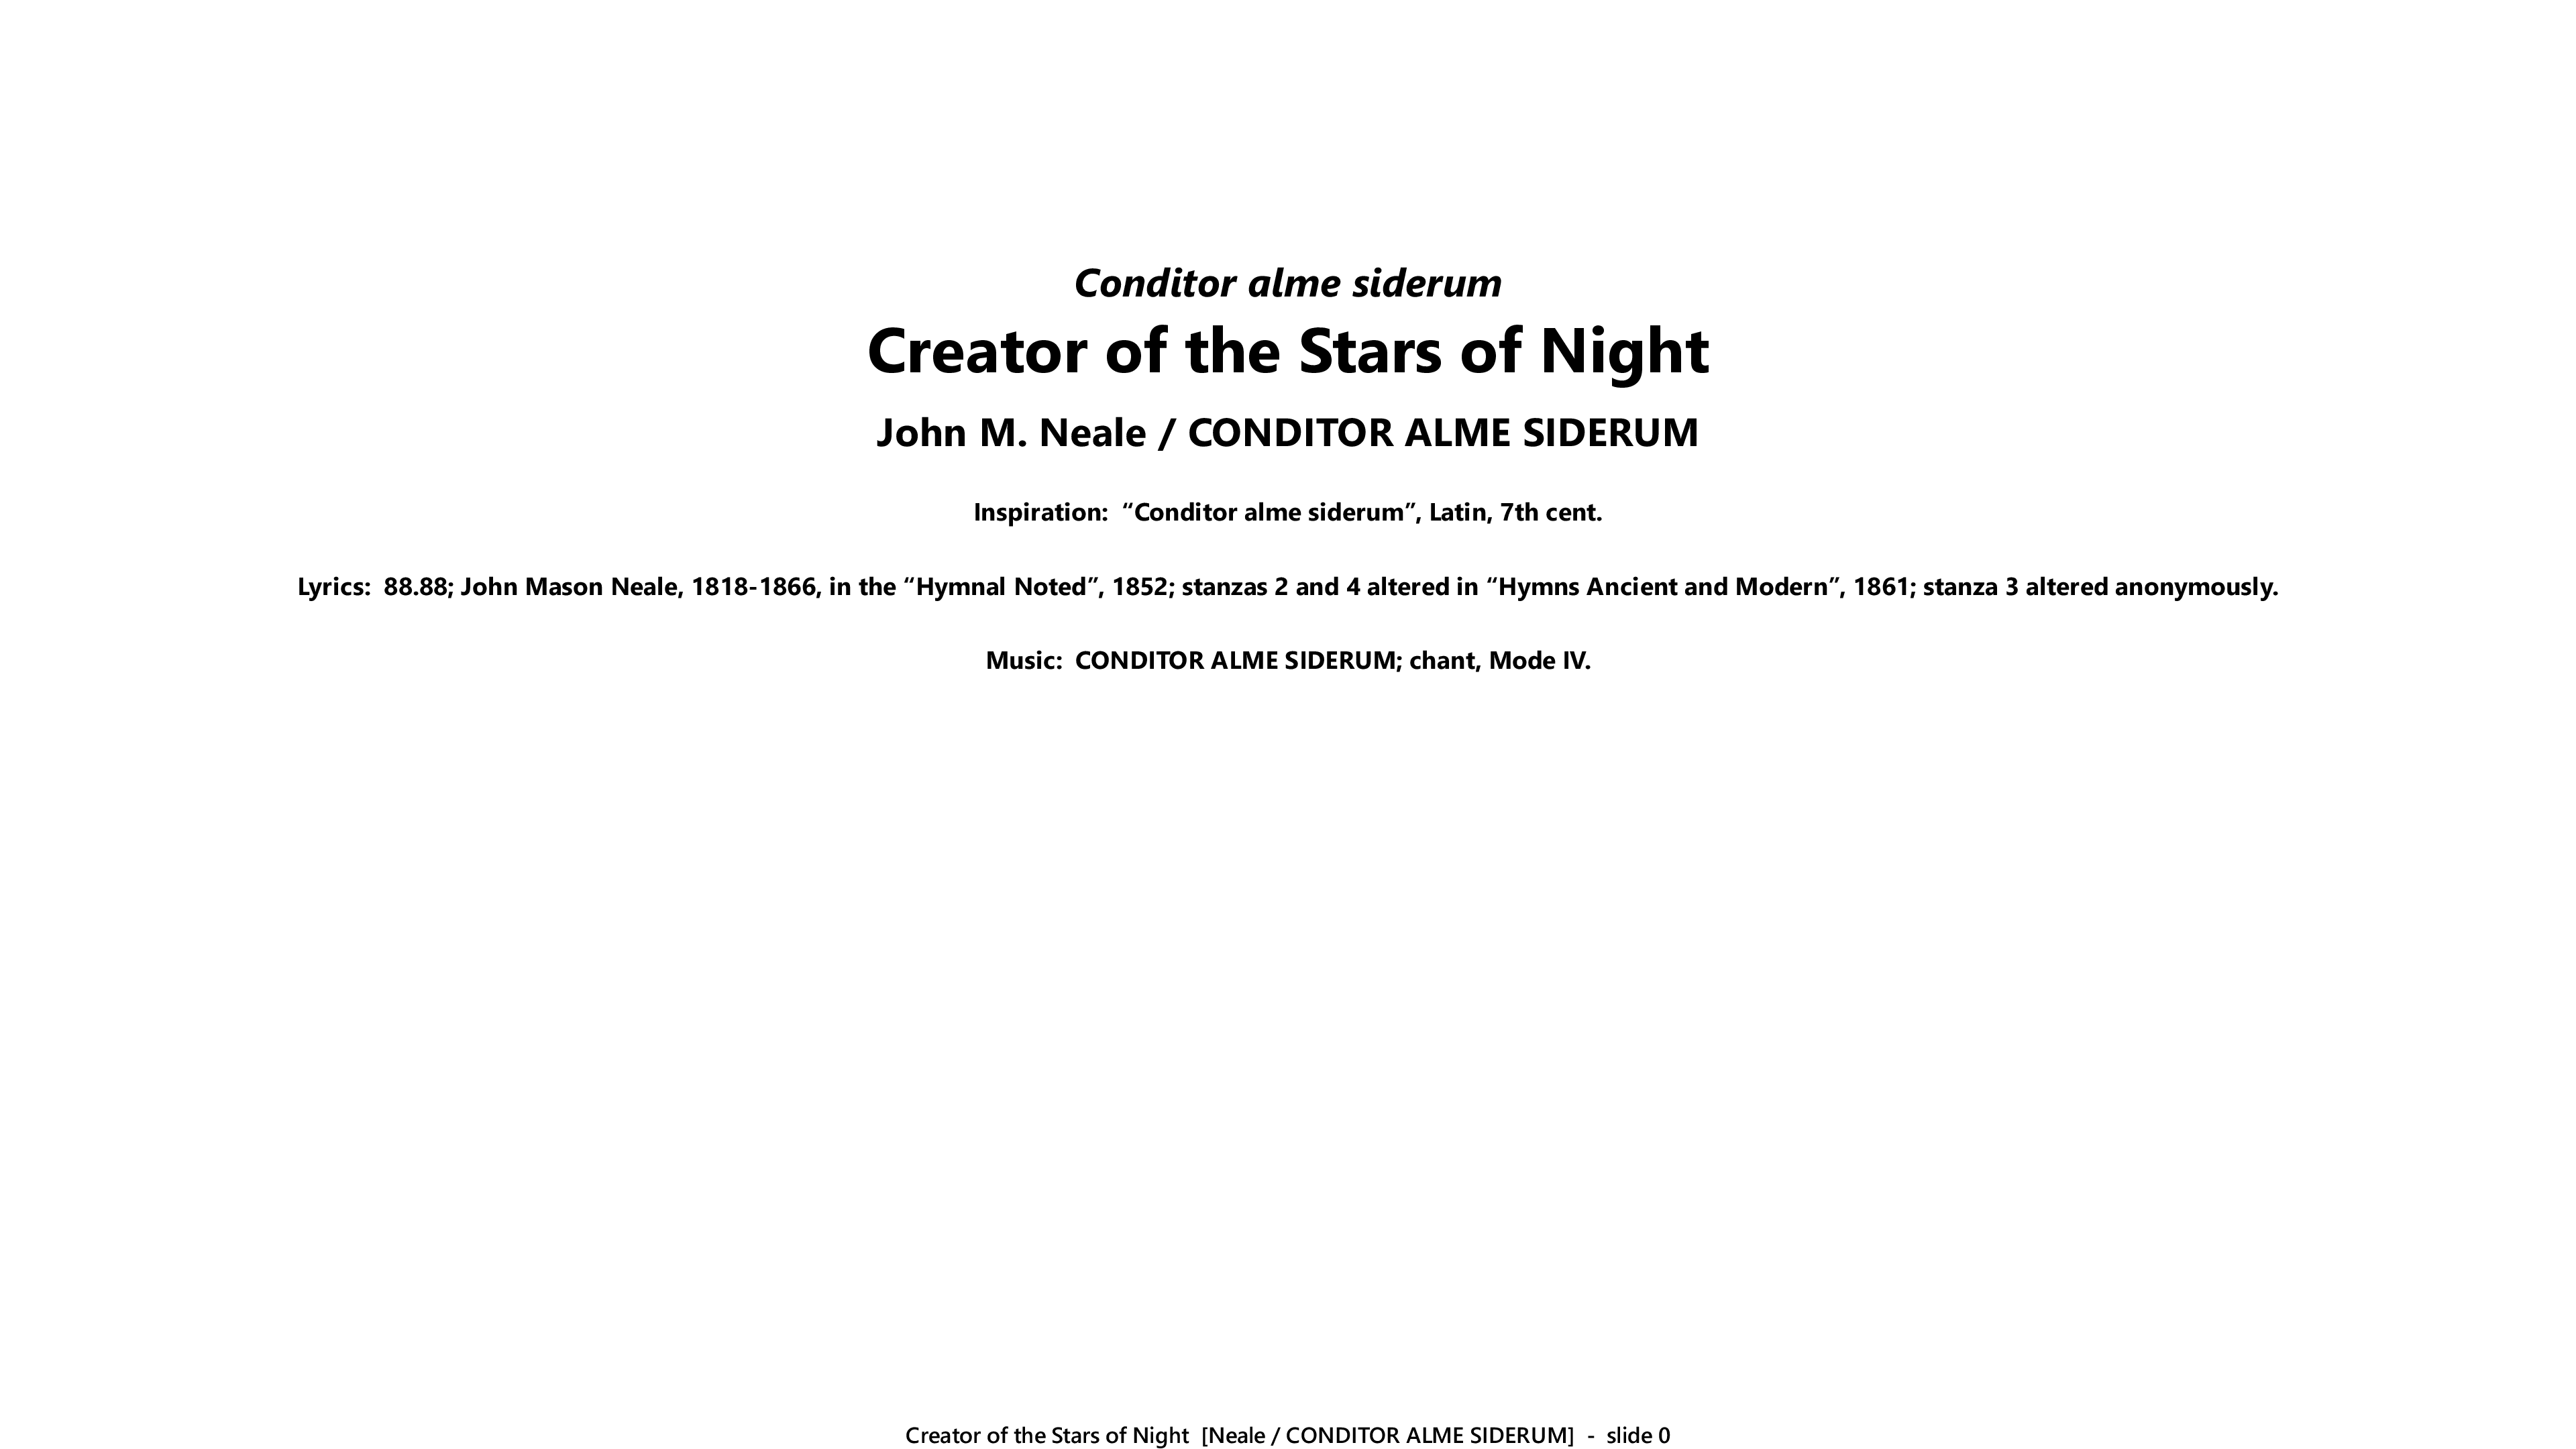 Conditor alme siderum
Creator of the Stars of Night
John M. Neale / CONDITOR ALME SIDERUM
Inspiration:  “Conditor alme siderum”, Latin, 7th cent.
Lyrics:  88.88; John Mason Neale, 1818-1866, in the “Hymnal Noted”, 1852; stanzas 2 and 4 altered in “Hymns Ancient and Modern”, 1861; stanza 3 altered anonymously.
Music:  CONDITOR ALME SIDERUM; chant, Mode IV.
Creator of the Stars of Night  [Neale / CONDITOR ALME SIDERUM]  -  slide 0